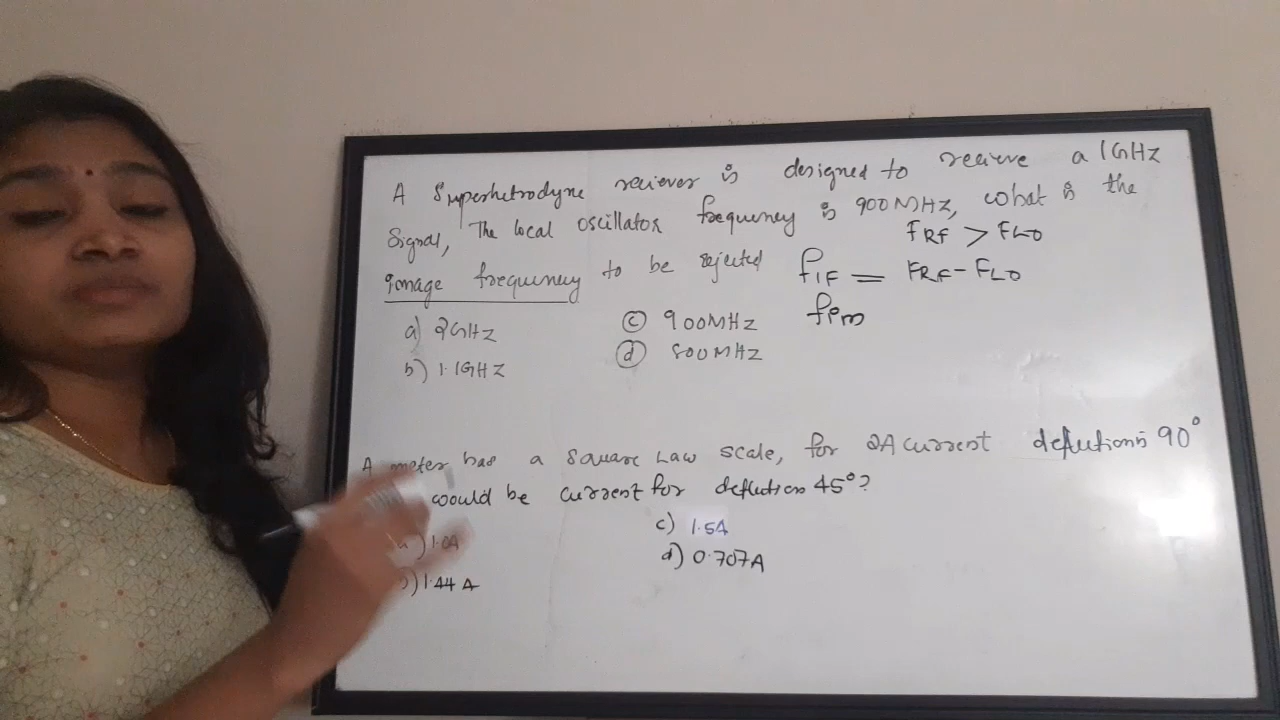 A Superhetrodyne reciever is designed to recieve a 1GHz
Signal, The local oscillator frequency is 900MHz, what is the
image frequency to be rejected
fRF > FLO
fIF = FRF - FLO
fim
a) 2GHz
b) 1.1GHz
c) 900MHz
d) 800MHz
A meter has a Square Law scale, for 2A current deflection is 90°
would be current for deflection 45°?
a) 1.0A
b) 1.44 A
c) 1.5A
d) 0.707A